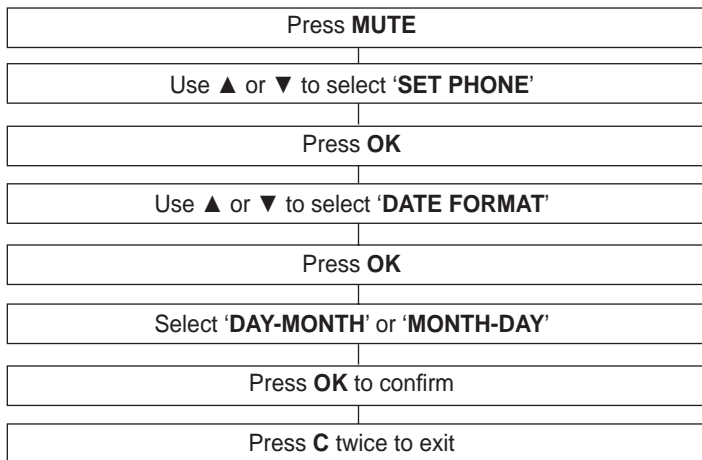 Press MUTE
Use ▲ or ▼ to select ‘SET PHONE’
Press OK
Use ▲ or ▼ to select ‘DATE FORMAT’
Press OK
Select ‘DAY-MONTH’ or ‘MONTH-DAY’
Press OK to confirm
Press C twice to exit